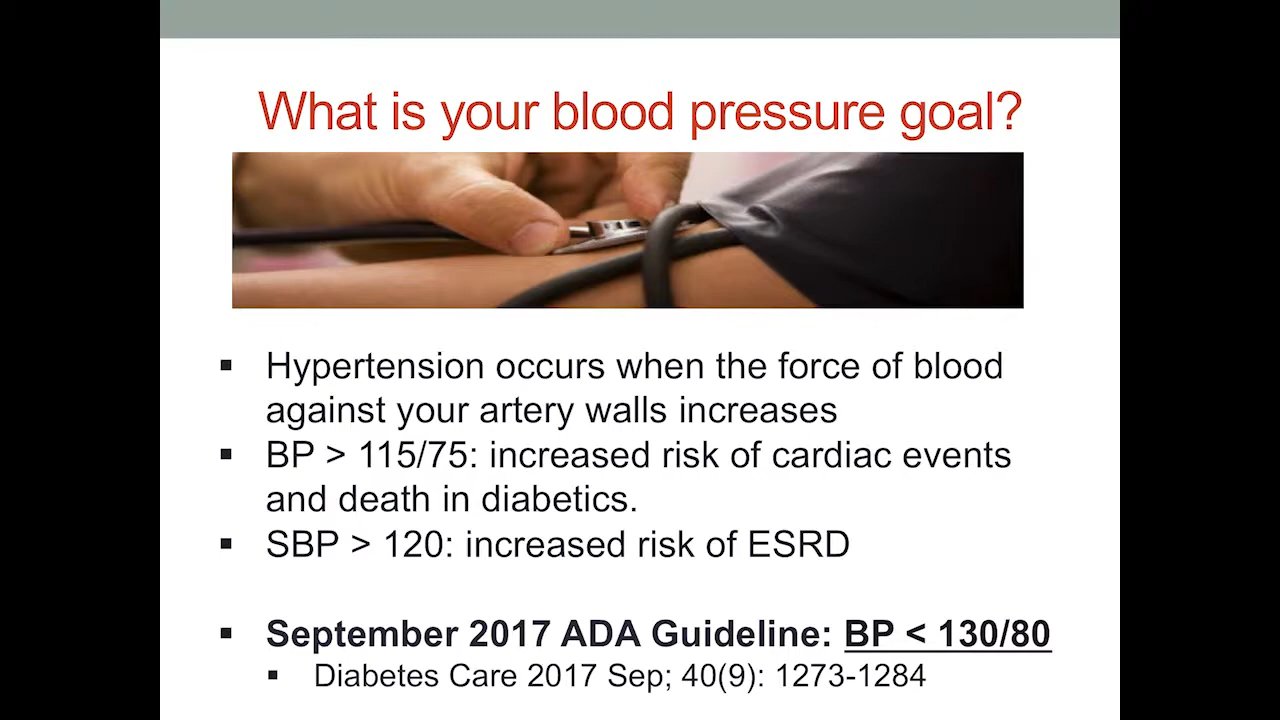 What is your blood pressure goal?
▪ Hypertension occurs when the force of blood
against your artery walls increases
▪ BP > 115/75: increased risk of cardiac events
and death in diabetics.
▪ SBP > 120: increased risk of ESRD
▪ September 2017 ADA Guideline: BP < 130/80
▪ Diabetes Care 2017 Sep; 40(9): 1273-1284